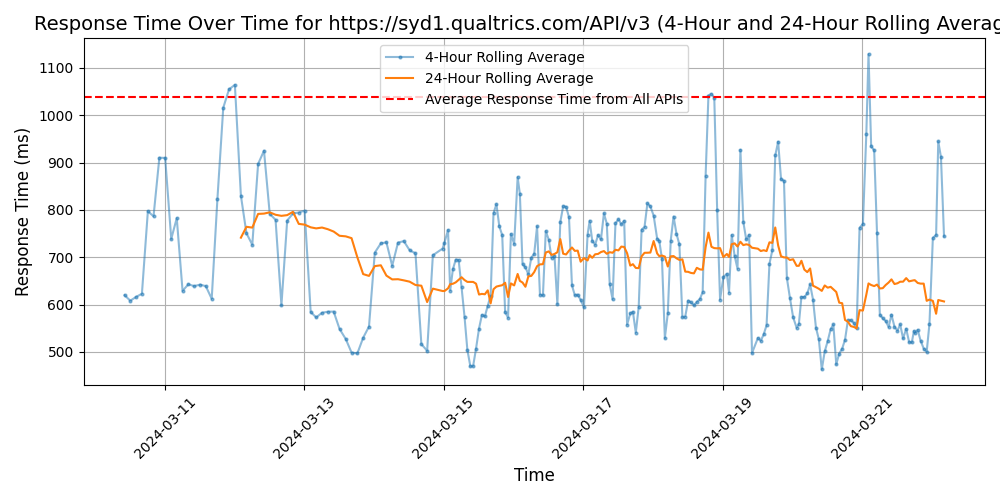 Response Time Over Time for https://syd1.qualtrics.com/API/v3 (4-Hour and 24-Hour Rolling Averag
4-Hour Rolling Average
24-Hour Rolling Average
Average Response Time from All APIs
Response Time (ms)
1100
1000
900
800
700
600
500
2024-03-11
2024-03-13
2024-03-15
2024-03-17
2024-03-19
2024-03-21
Time